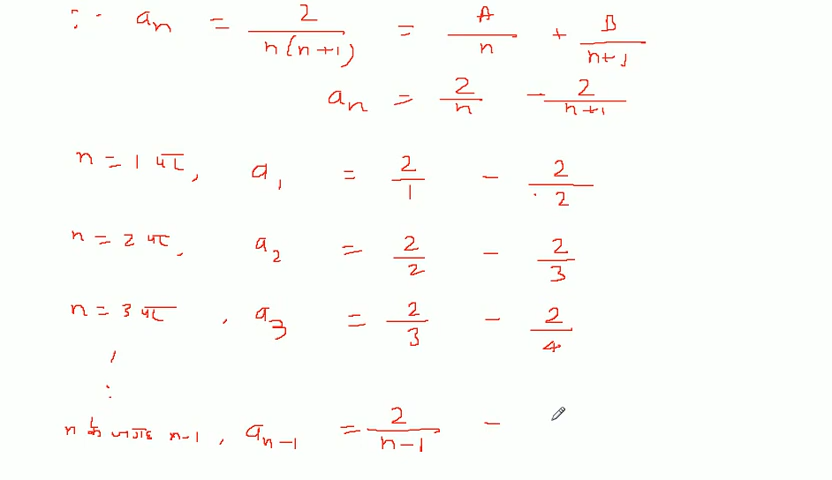 ∵ aₙ = 2/n(n+1) = A/n + B/n+1
aₙ = 2/n - 2/n+1
n = 1 पर, a₁ = 2/1 - 2/2
n = 2 पर, a₂ = 2/2 - 2/3
n = 3 पर, a₃ = 2/3 - 2/4
n के जगह n-1, aₙ₋₁ = 2/n-1 -